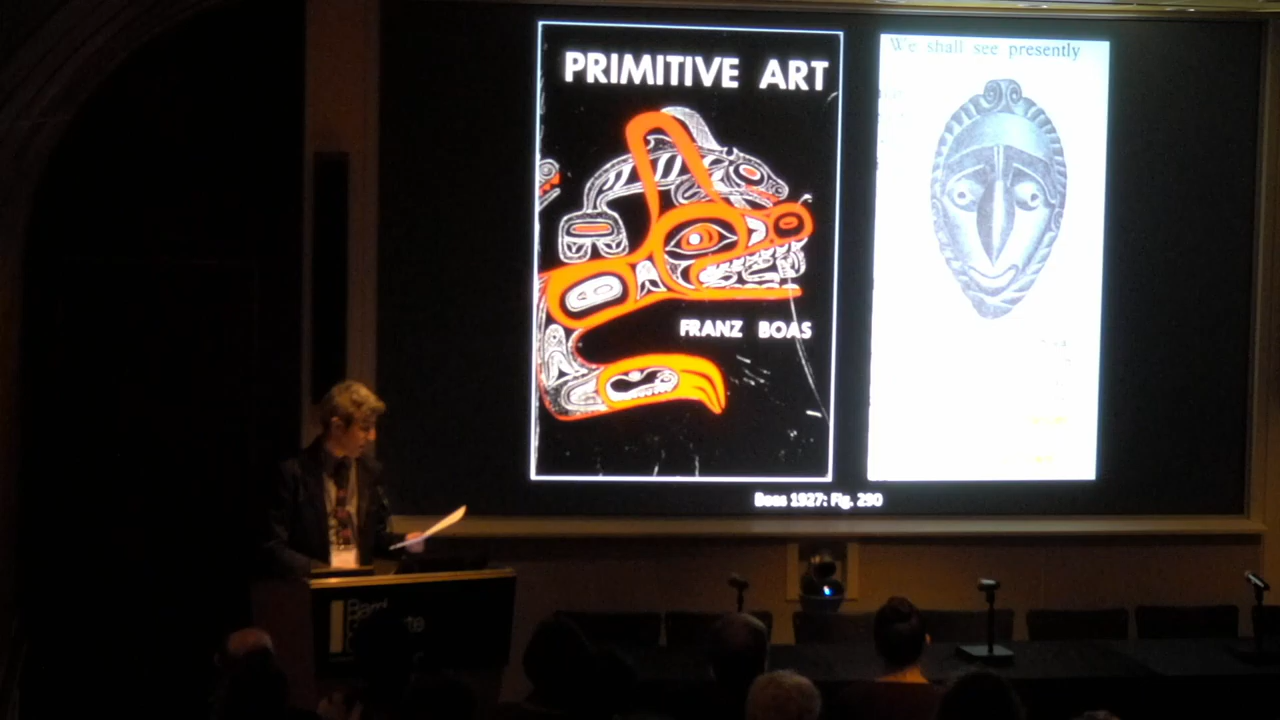 PRIMITIVE ART
FRANZ BOAS
We shall see presently
Boas 1927: Fig. 290